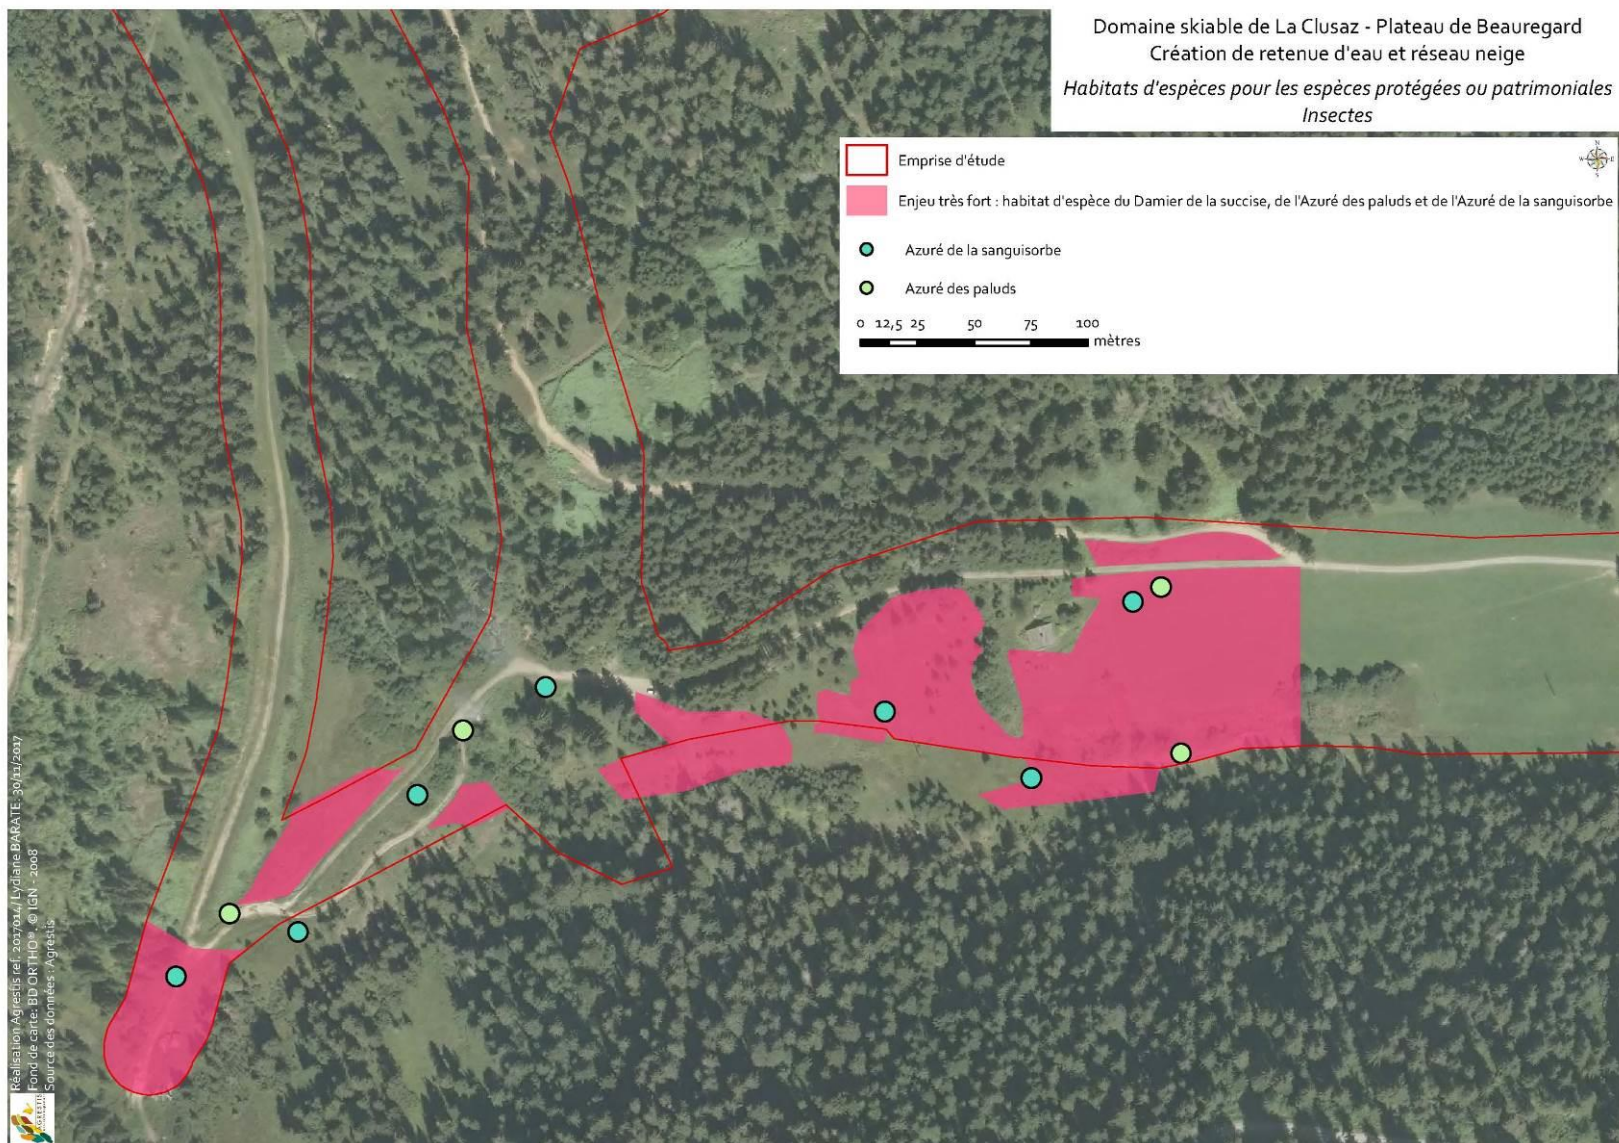 Domaine skiable de La Clusaz - Plateau de Beauregard
Création de retenue d'eau et réseau neige
Habitats d'espèces pour les espèces protégées ou patrimoniales
Insectes
N
W E
S
Emprise d'étude
Enjeu très fort : habitat d'espèce du Damier de la succise, de l'Azuré des paluds et de l'Azuré de la sanguisorbe
Azuré de la sanguisorbe
Azuré des paluds
0 12,5 25 50 75 100
mètres
Réalisation Agrestis ref. 2017014 / Lydiane BARATE - 30/11/2017
Fond de carte: BD ORTHO®, © IGN - 2008
Source des données : Agrestis
AGRESTIS